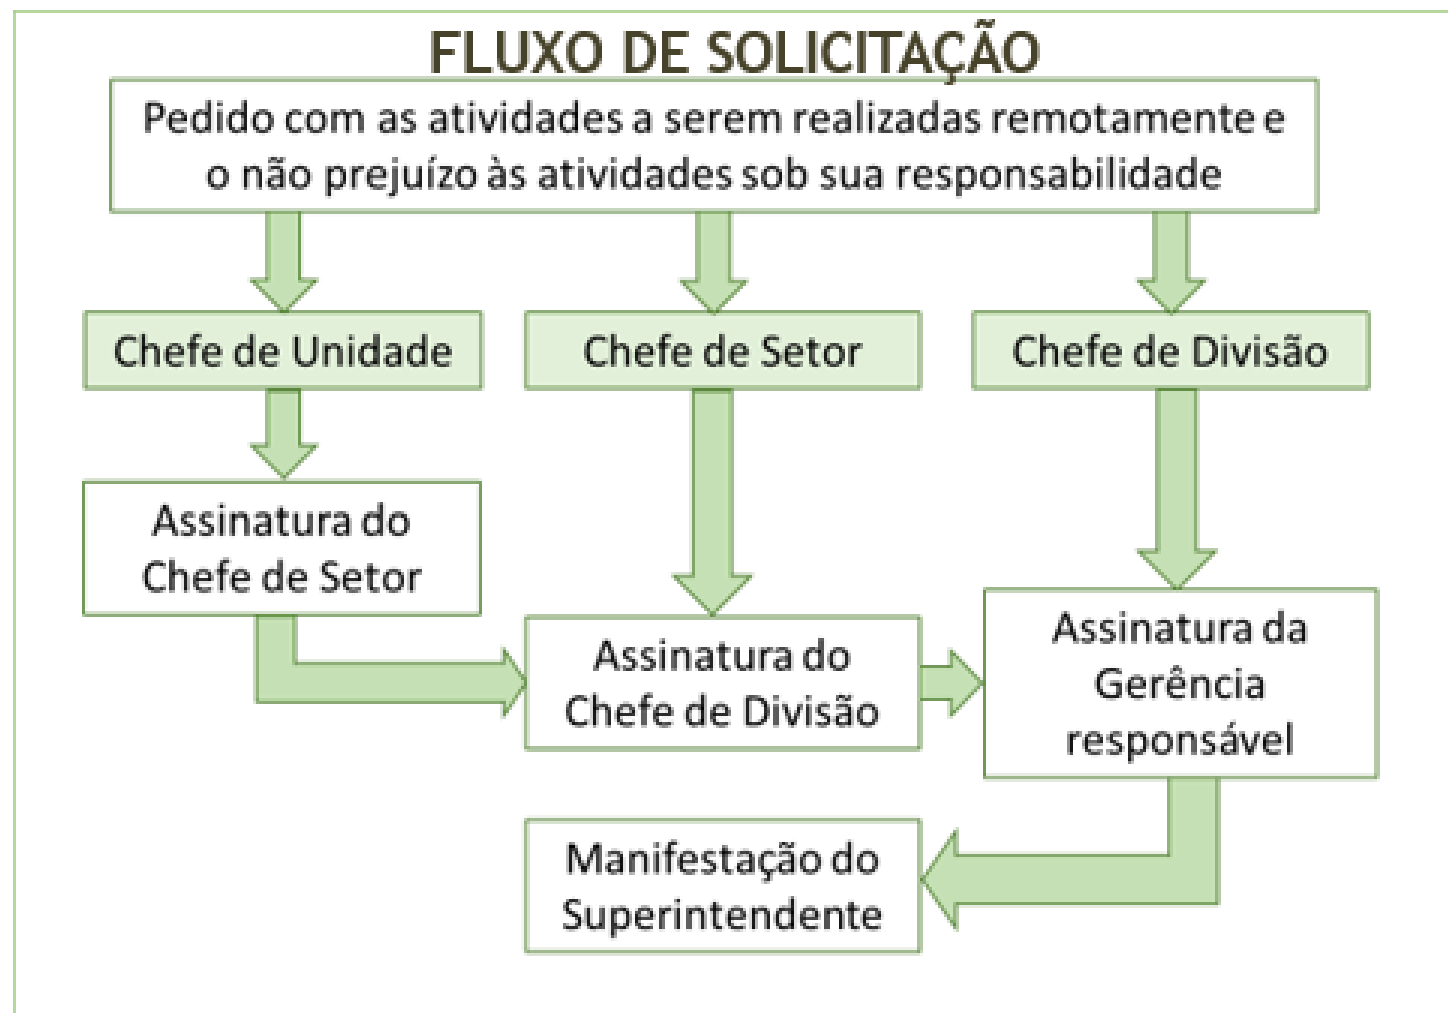 FLUXO DE SOLICITAÇÃO
Pedido com as atividades a serem realizadas remotamente e
o não prejuízo às atividades sob sua responsabilidade
Chefe de Unidade
Chefe de Setor
Chefe de Divisão
Assinatura do
Chefe de Setor
Assinatura do
Chefe de Divisão
Assinatura da
Gerência
responsável
Manifestação do
Superintendente